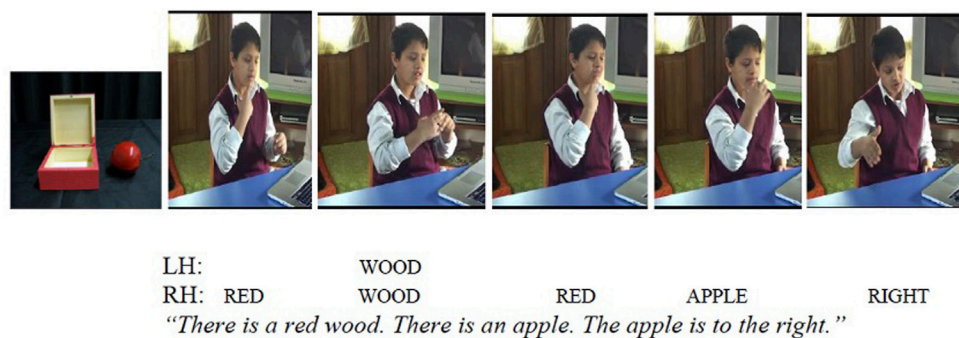 LH: WOOD
RH: RED WOOD RED APPLE RIGHT
“There is a red wood. There is an apple. The apple is to the right.”